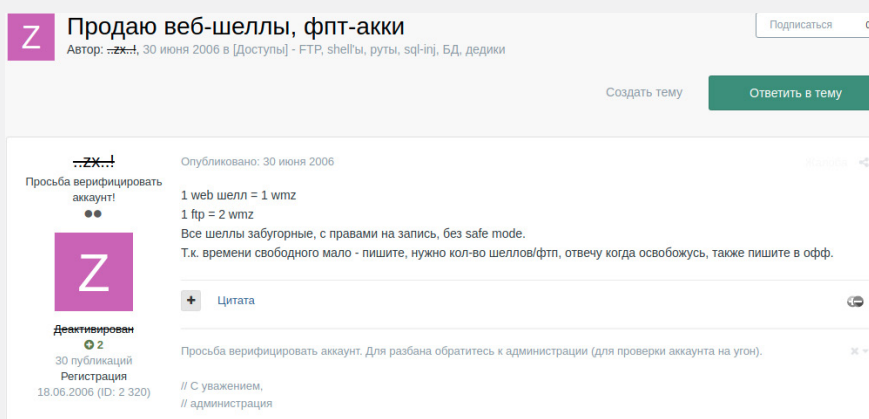 Z
Продаю веб-шеллы, фпт-акки
Автор: ..zx..!, 30 июня 2006 в [Доступы] - FTP, shell'ы, руты, sql-inj, БД, дедики
Подписаться
Создать тему
Ответить в тему
..zx..!
Просьба верифицировать
аккаунт!
Z
Деактивирован
2
30 публикаций
Регистрация
18.06.2006 (ID: 2 320)
Опубликовано: 30 июня 2006
1 web шелл = 1 wmz
1 ftp = 2 wmz
Все шеллы забугорные, с правами на запись, без safe mode.
Т.к. времени свободного мало - пишите, нужно кол-во шеллов/фтп, отвечу когда освобожусь, также пишите в офф.
+ Цитата
Просьба верифицировать аккаунт. Для разбана обратитесь к администрации (для проверки аккаунта на угон).
// С уважением,
// администрация